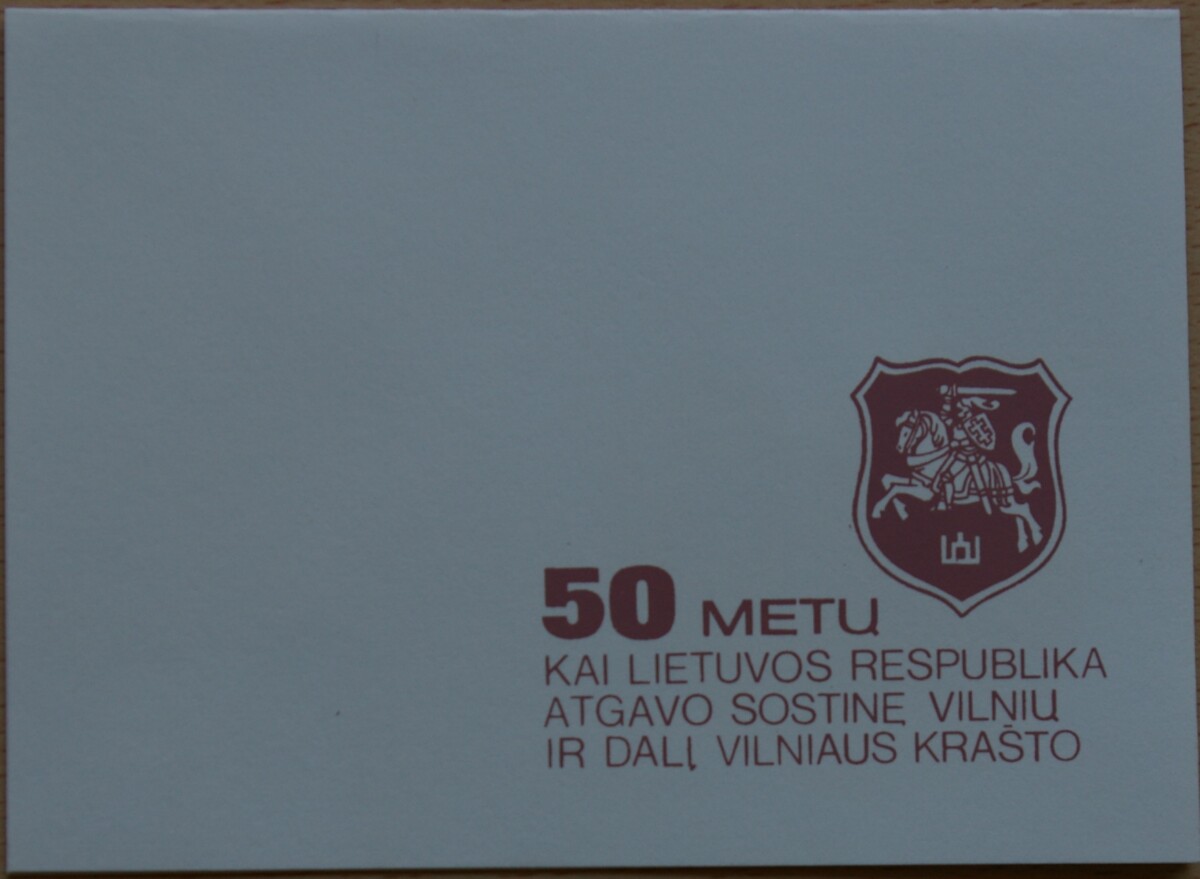 50 METŲ
KAI LIETUVOS RESPUBLIKA
ATGAVO SOSTINĘ VILNIŲ
IR DALĮ VILNIAUS KRAŠTO